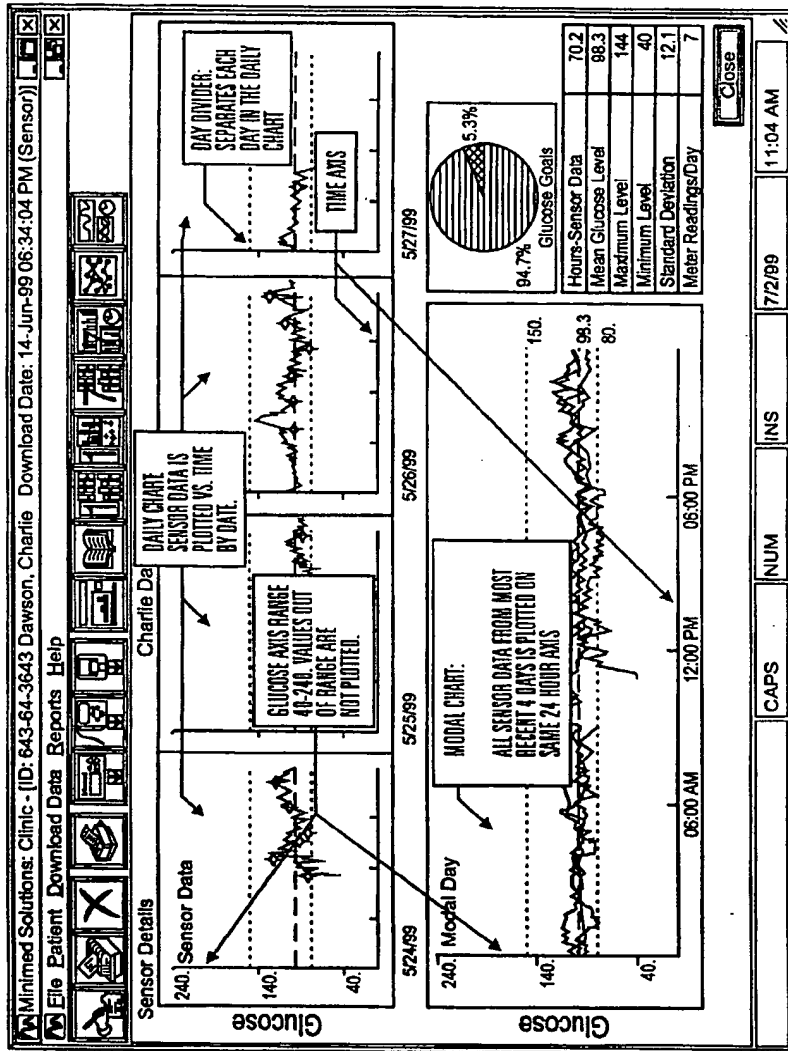 Minimed Solutions: Clinic - [ID: 643-64-3643 Dawson, Charlie Download Date: 14-Jun-99 06:34:04 PM (Sensor)]
File Patient Download Data Reports Help
Sensor Details
Charlie Da
Sensor Data
Glucose
240.
140.
40.
DAILY CHART
SENSOR DATA IS
PLOTTED VS. TIME
BY DATE.
DAY DIVIDER:
SEPARATES EACH
DAY IN THE DAILY
CHART
TIME AXIS
GLUCOSE AXIS RANGE
40-240. VALUES OUT
OF RANGE ARE
NOT PLOTTED.
5/24/99
5/25/99
5/26/99
5/27/99
Modal Day
Glucose
240.
140.
40.
MODAL CHART:
ALL SENSOR DATA FROM MOST
RECENT 4 DAYS IS PLOTTED ON
SAME 24 HOUR AXIS
150.
98.3
80.
06:00 AM
12:00 PM
06:00 PM
94.7%
5.3%
Glucose Goals
Hours-Sensor Data 70.2
Mean Glucose Level 98.3
Maximum Level 144
Minimum Level 40
Standard Deviation 12.1
Meter Readings/Day 7
Close
CAPS
NUM
INS
7/2/99
11:04 AM